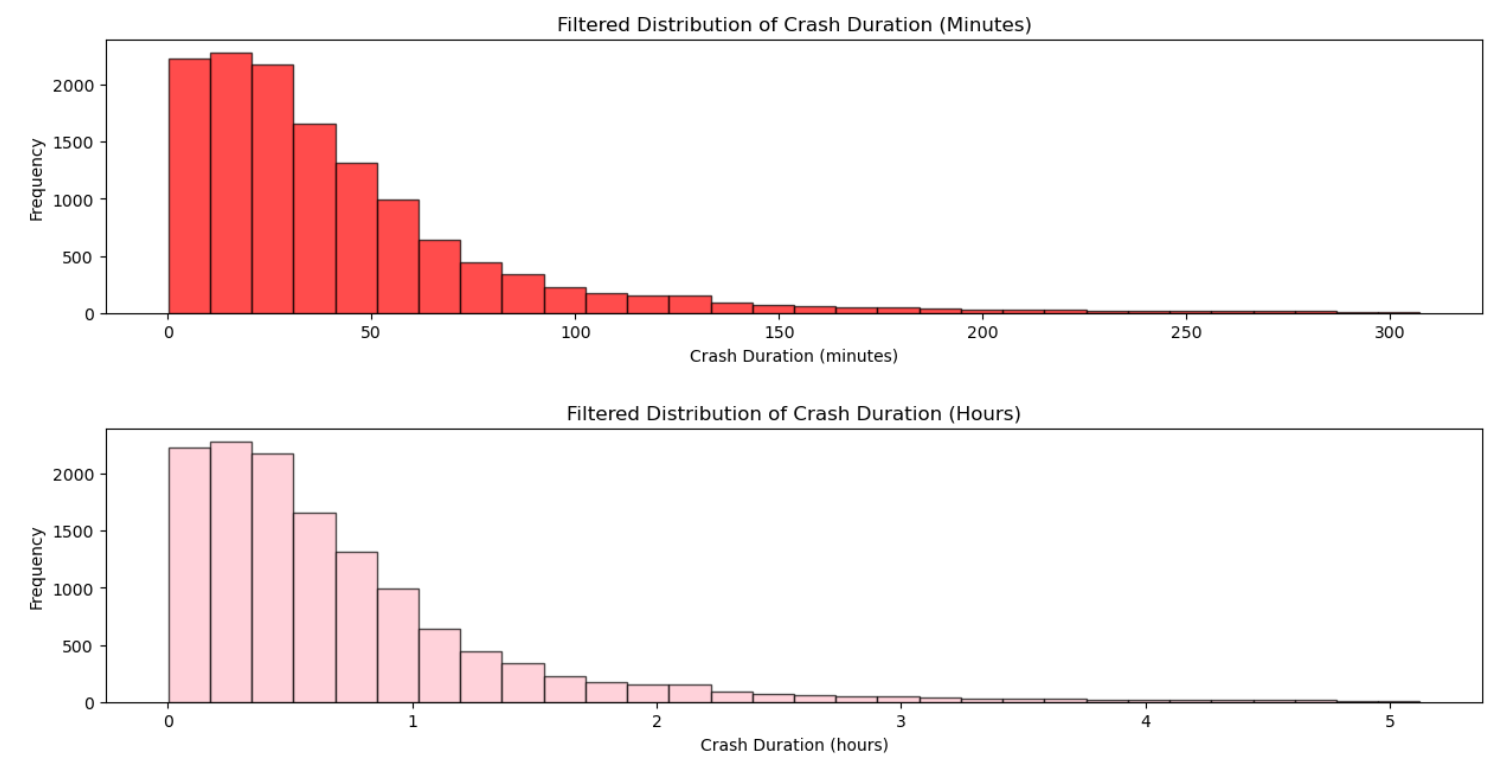 Filtered Distribution of Crash Duration (Minutes)
Frequency
2000
1500
1000
500
0
0 50 100 150 200 250 300
Crash Duration (minutes)
Filtered Distribution of Crash Duration (Hours)
Frequency
2000
1500
1000
500
0
0 1 2 3 4 5
Crash Duration (hours)